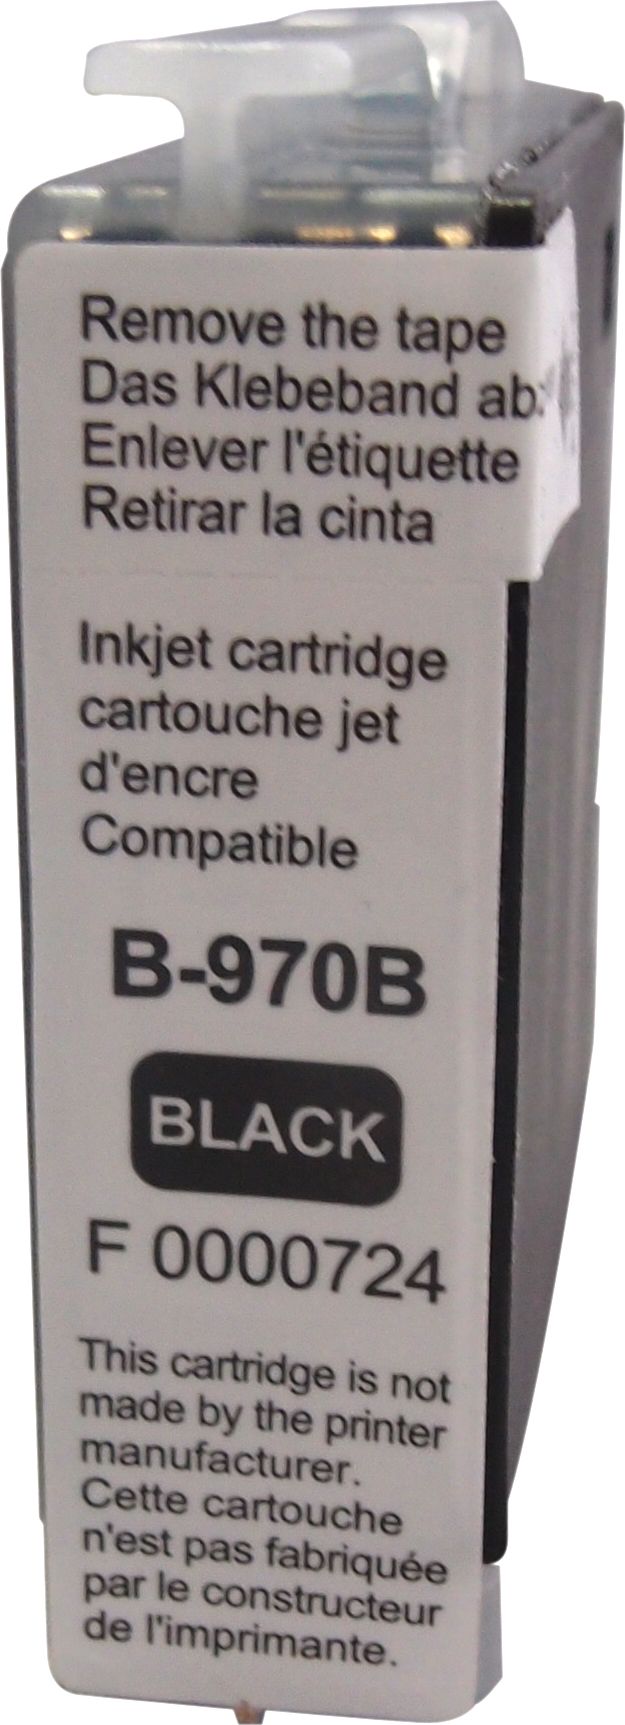 Remove the tape
Das Klebeband ab
Enlever l'étiquette
Retirar la cinta
Inkjet cartridge
cartouche jet
d'encre
Compatible
B-970B
BLACK
F 0000724
This cartridge is not
made by the printer
manufacturer.
Cette cartouche
n'est pas fabriquée
par le constructeur
de l'imprimante.